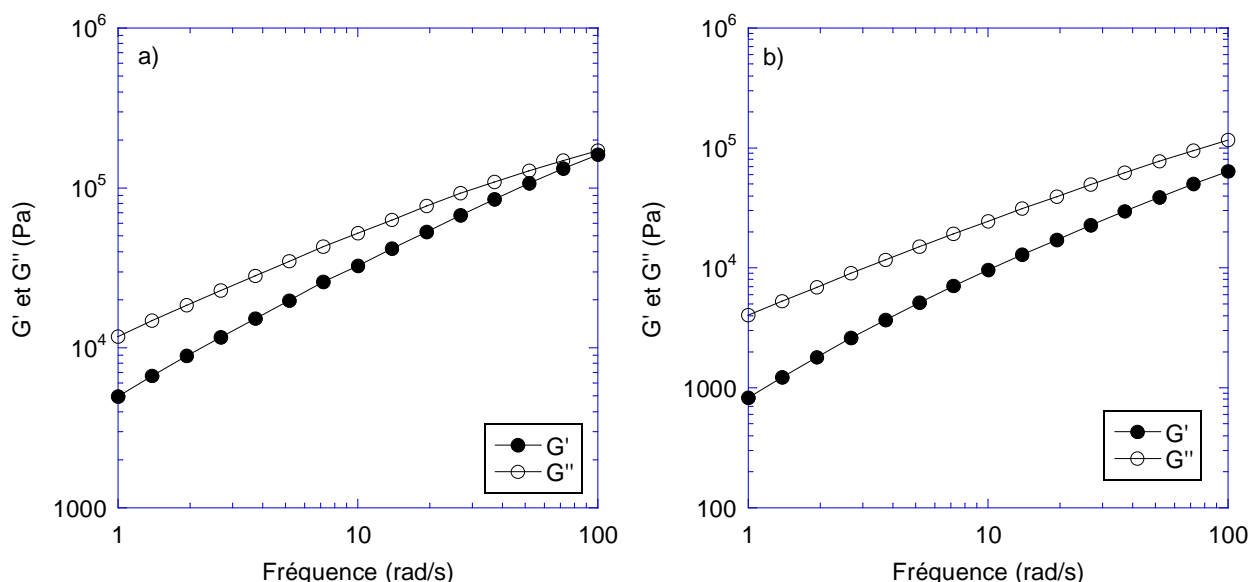 a)
G' et G" (Pa)
10^6
10^5
10^4
1000
1
10
100
Fréquence (rad/s)
G'
G"
b)
G' et G" (Pa)
10^6
10^5
10^4
1000
100
1
10
100
Fréquence (rad/s)
G'
G"